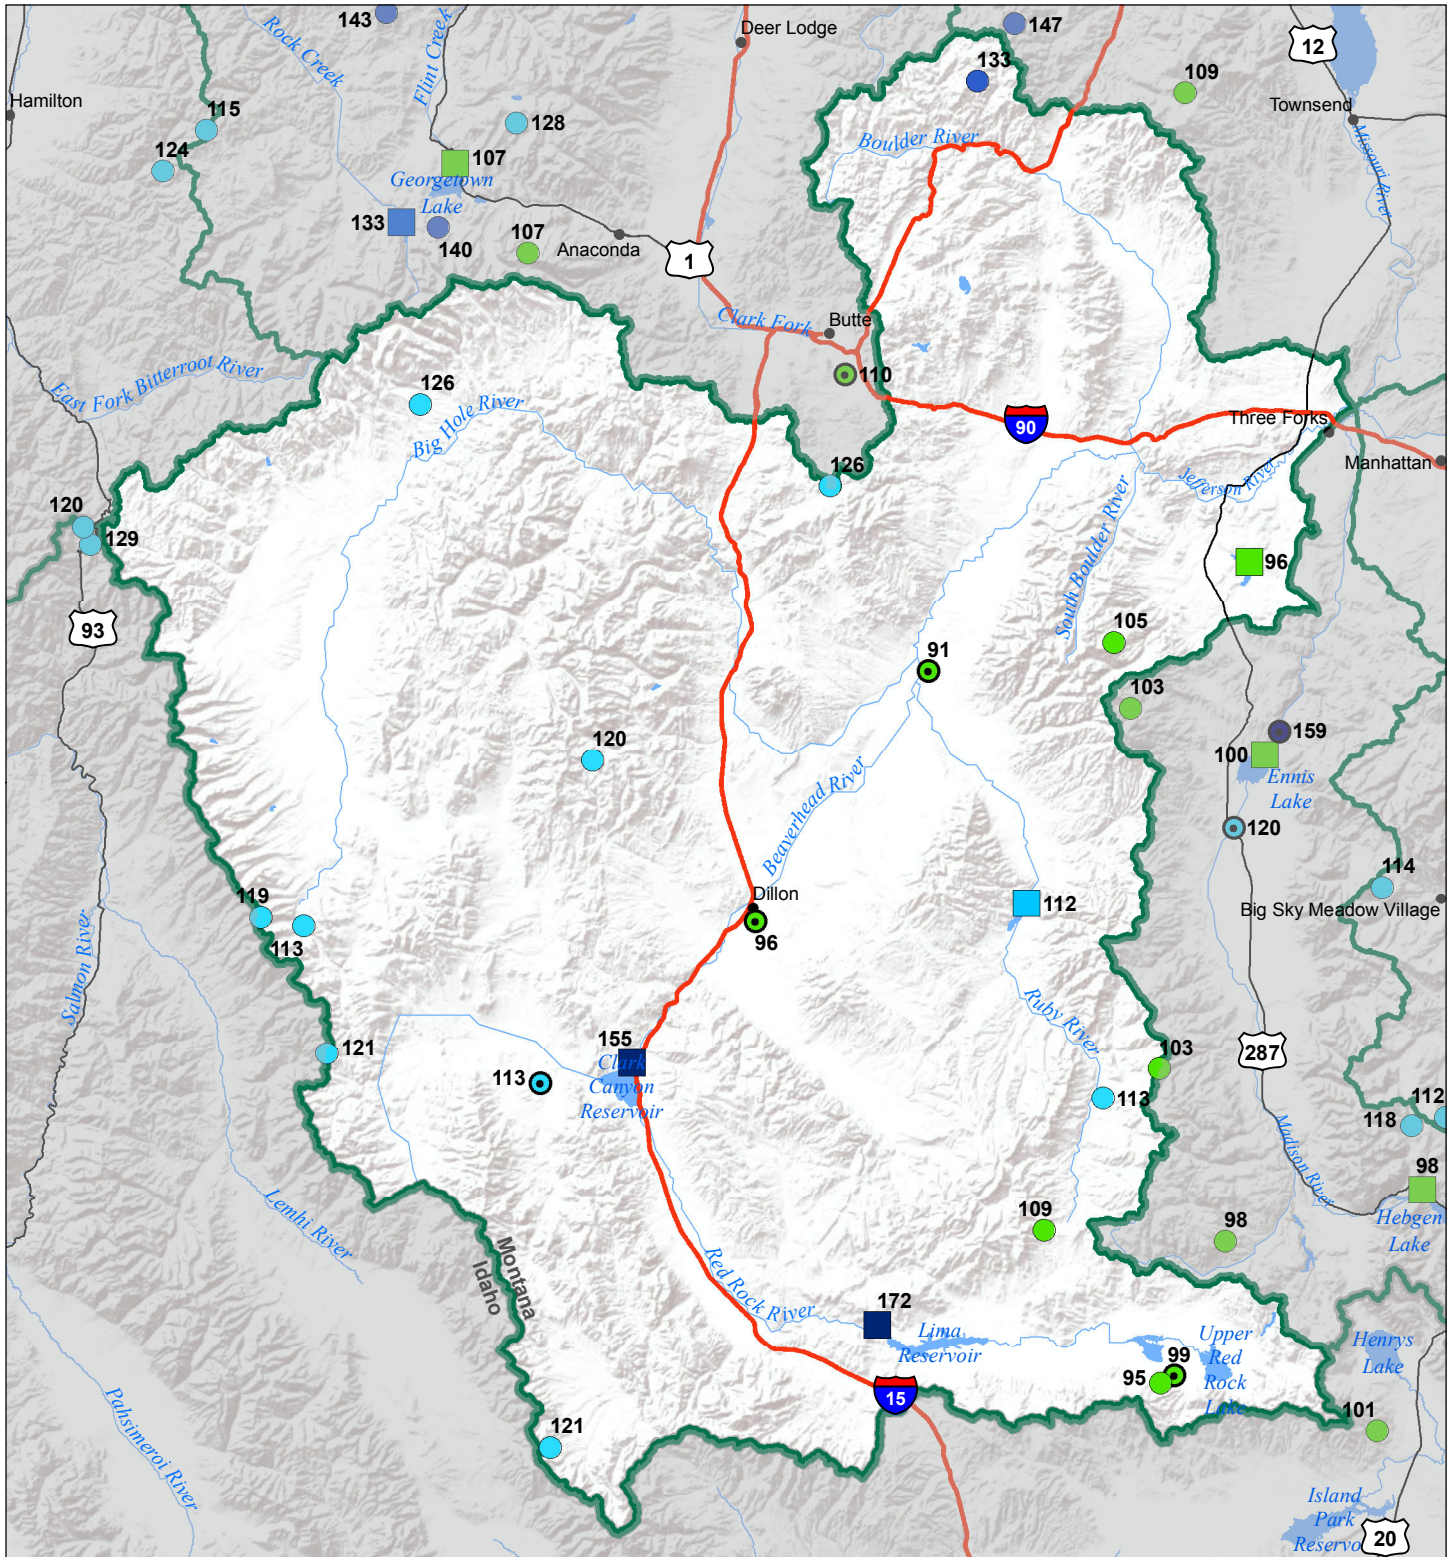 143
Rock Creek
Flint Creek
Deer Lodge
147
12
133
109
Hamilton
Townsend
115
128
124
107
Boulder River
Missouri River
Georgetown
Lake
133
140
107
Anaconda
1
Clark Fork
Butte
110
East Fork Bitterroot River
126
Big Hole River
90
Three Forks
Manhattan
126
Jefferson River
120
129
South Boulder River
96
93
105
91
103
159
100
Ennis
Lake
120
Beaverhead River
120
114
Dillon
Big Sky Meadow Village
119
112
113
96
Salmon River
Ruby River
121
155
Clark
Canyon
Reservoir
113
103
287
113
112
118
Madison River
98
Hebgen
Lake
Lemhi River
109
98
Montana
Idaho
Red Rock River
172
Lima
Reservoir
Upper
Red
Rock
Lake
99
95
Henrys
Lake
15
101
Pahsimeroi River
121
Island
Park
Reservo
20